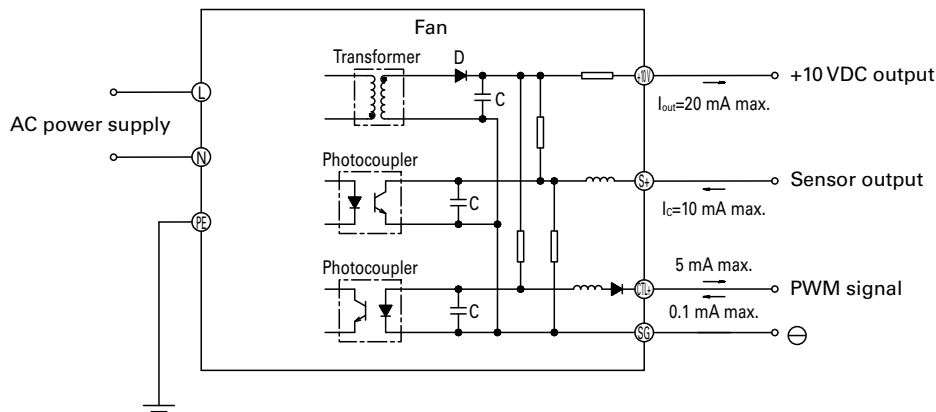 Fan
Transformer
D
+10V
+10 VDC output
C
Iout=20 mA max.
L
AC power supply
N
Photocoupler
S+
Sensor output
C
IC=10 mA max.
PE
Photocoupler
5 mA max.
CTL+
PWM signal
C
0.1 mA max.
SG
⊖